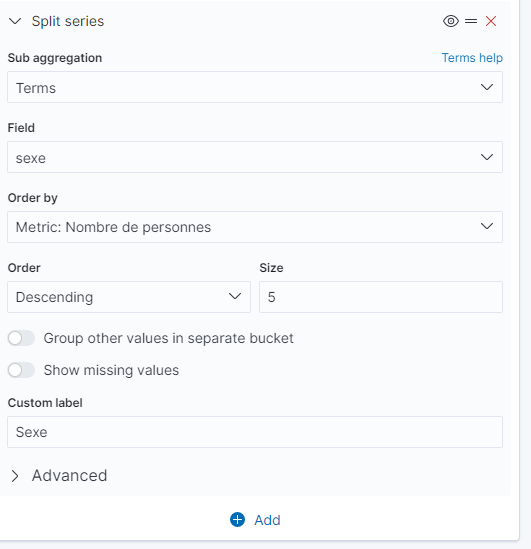 Split series
Sub aggregation Terms help
Terms
Field
sexe
Order by
Metric: Nombre de personnes
Order Size
Descending 5
Group other values in separate bucket
Show missing values
Custom label
Sexe
Advanced
Add